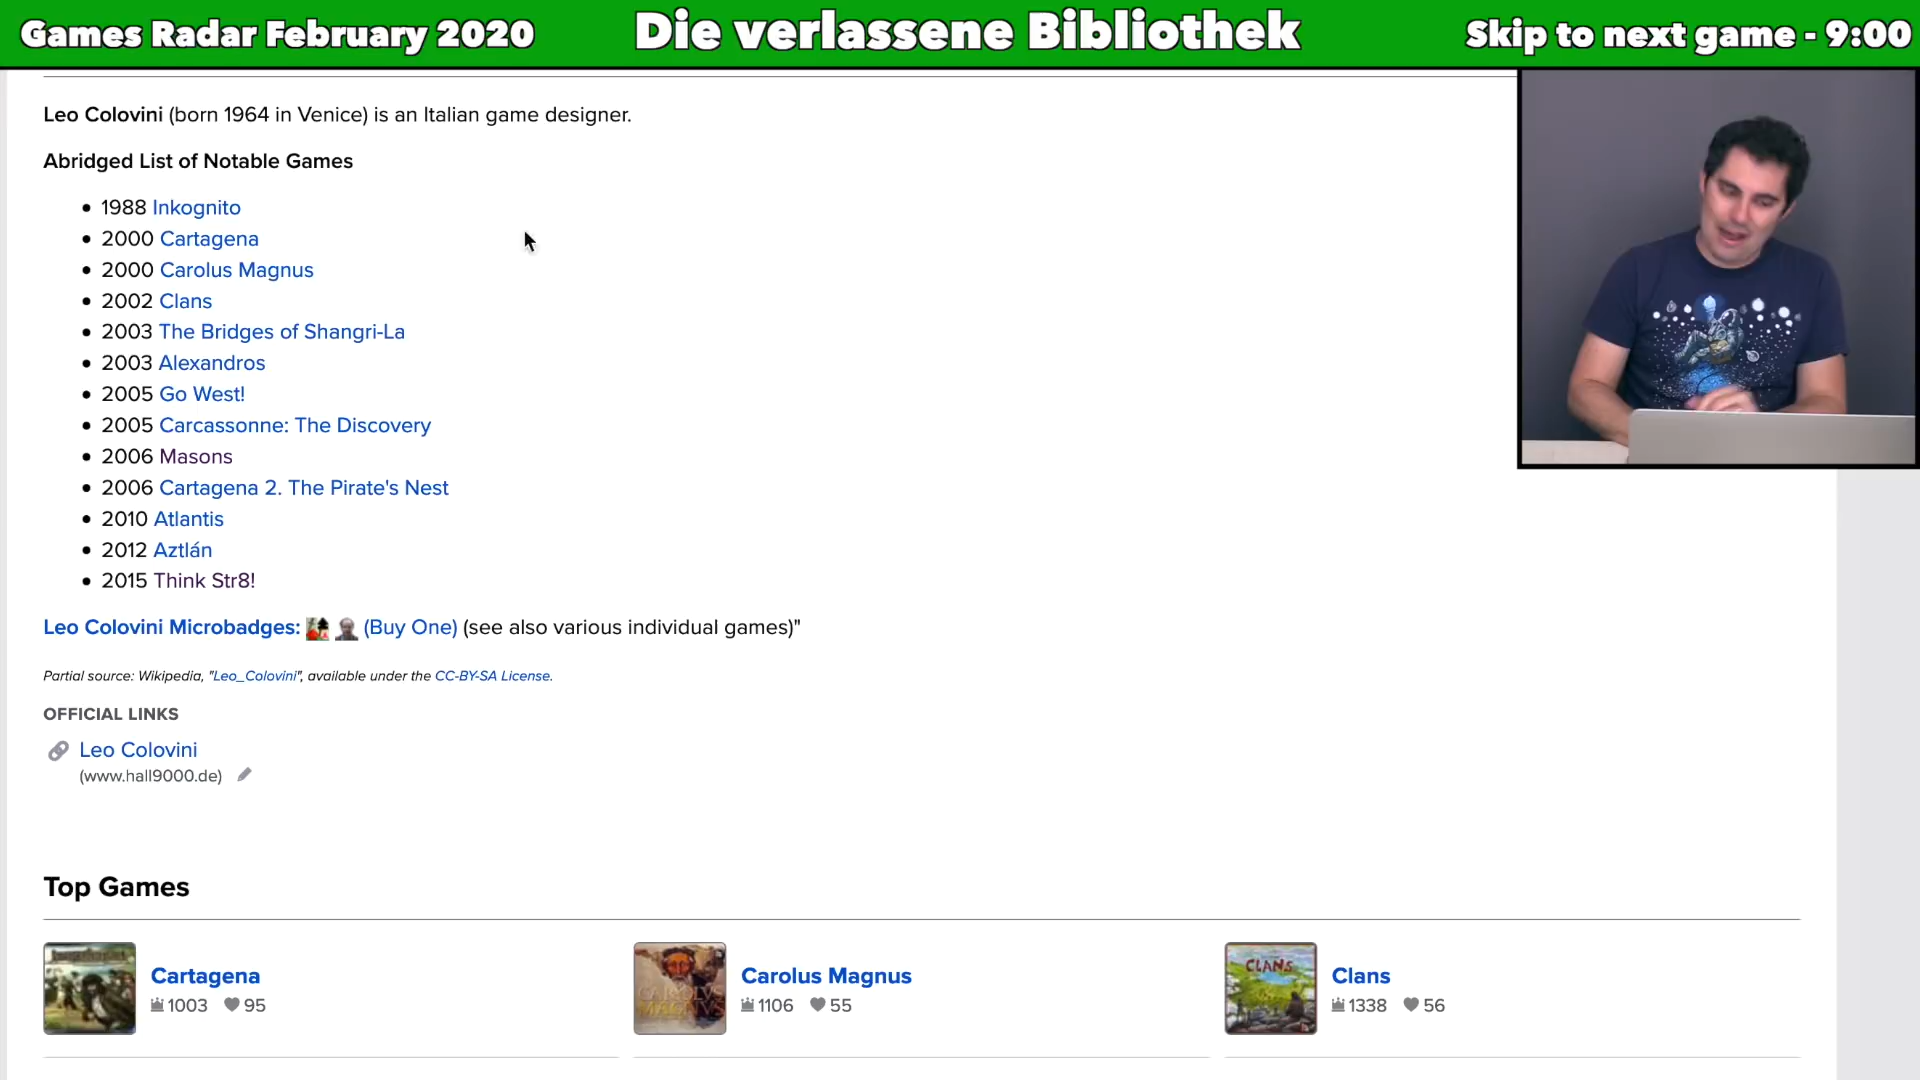 Games Radar February 2020
Die verlassene Bibliothek
Skip to next game - 9:00
Leo Colovini (born 1964 in Venice) is an Italian game designer.
Abridged List of Notable Games
• 1988 Inkognito
• 2000 Cartagena
• 2000 Carolus Magnus
• 2002 Clans
• 2003 The Bridges of Shangri-La
• 2003 Alexandros
• 2005 Go West!
• 2005 Carcassonne: The Discovery
• 2006 Masons
• 2006 Cartagena 2. The Pirate's Nest
• 2010 Atlantis
• 2012 Aztlán
• 2015 Think Str8!
Leo Colovini Microbadges: (Buy One) (see also various individual games)"
Partial source: Wikipedia, "Leo_Colovini", available under the CC-BY-SA License.
OFFICIAL LINKS
Leo Colovini
(www.hall9000.de)
Top Games
Cartagena
1003 95
CAROLVS MAGNVS
Carolus Magnus
1106 55
CLANS
Clans
1338 56